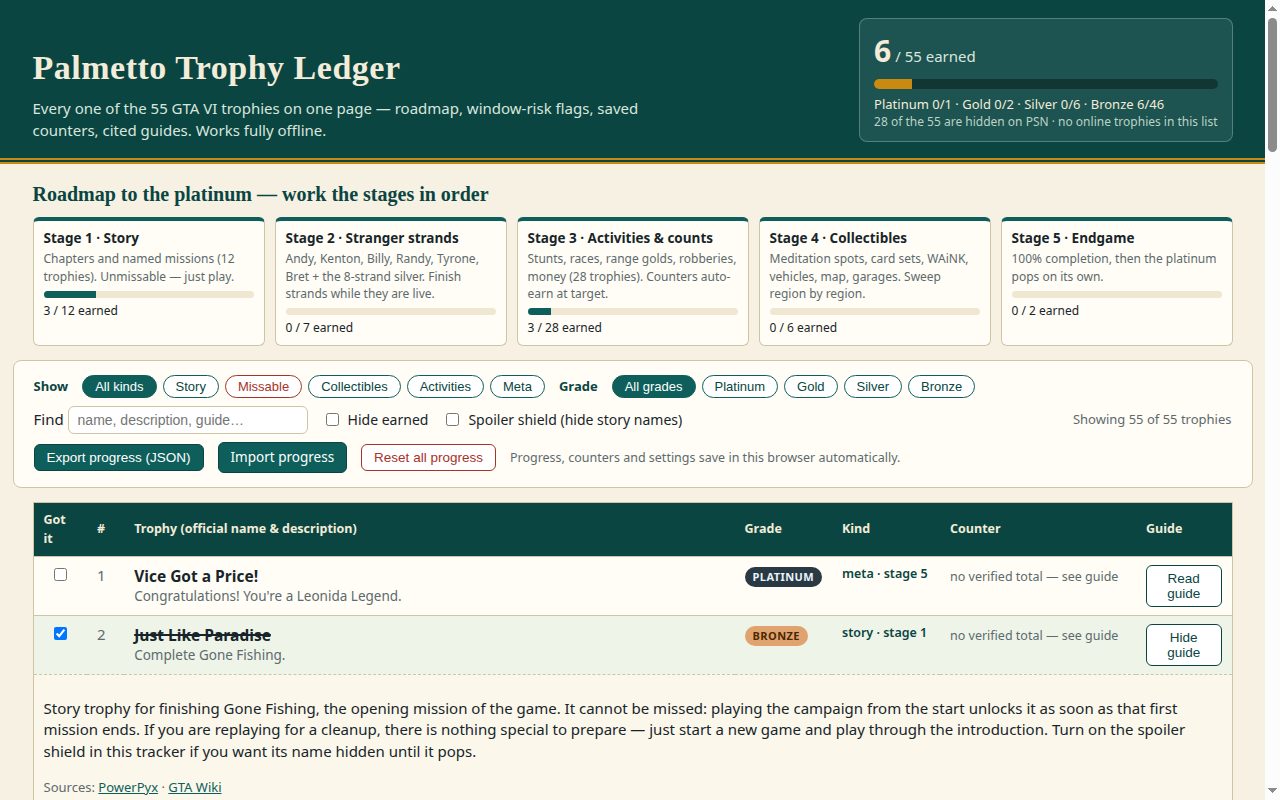 Palmetto Trophy Ledger
Every one of the 55 GTA VI trophies on one page — roadmap, window-risk flags, saved
counters, cited guides. Works fully offline.
6 / 55 earned
Platinum 0/1 · Gold 0/2 · Silver 0/6 · Bronze 6/46
28 of the 55 are hidden on PSN · no online trophies in this list
Roadmap to the platinum — work the stages in order
Stage 1 · Story
Chapters and named missions (12
trophies). Unmissable — just play.
3 / 12 earned
Stage 2 · Stranger strands
Andy, Kenton, Billy, Randy, Tyrone,
Bret + the 8-strand silver. Finish
strands while they are live.
0 / 7 earned
Stage 3 · Activities & counts
Stunts, races, range golds, robberies,
money (28 trophies). Counters auto-
earn at target.
3 / 28 earned
Stage 4 · Collectibles
Meditation spots, card sets, WAiNK,
vehicles, map, garages. Sweep
region by region.
0 / 6 earned
Stage 5 · Endgame
100% completion, then the platinum
pops on its own.
0 / 2 earned
Show All kinds Story Missable Collectibles Activities Meta Grade All grades Platinum Gold Silver Bronze
Find name, description, guide… Hide earned Spoiler shield (hide story names) Showing 55 of 55 trophies
Export progress (JSON) Import progress Reset all progress Progress, counters and settings save in this browser automatically.
Got it # Trophy (official name & description) Grade Kind Counter Guide
1 Vice Got a Price! PLATINUM meta · stage 5 no verified total — see guide Read guide
Congratulations! You're a Leonida Legend.
2 Just Like Paradise BRONZE story · stage 1 no verified total — see guide Hide guide
Complete Gone Fishing.
Story trophy for finishing Gone Fishing, the opening mission of the game. It cannot be missed: playing the campaign from the start unlocks it as soon as that first
mission ends. If you are replaying for a cleanup, there is nothing special to prepare — just start a new game and play through the introduction. Turn on the spoiler
shield in this tracker if you want its name hidden until it pops.
Sources: PowerPyx · GTA Wiki